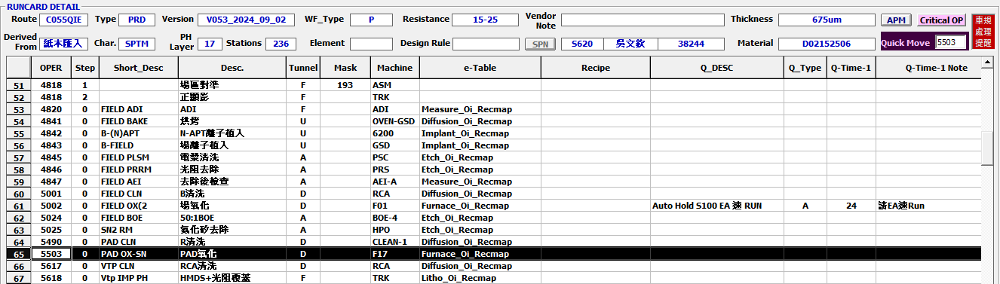 RUNCARD DETAIL
Route C055QIE Type PRD Version V053_2024_09_02 WF_Type P Resistance 15-25 Vendor Note Thickness 675um APM Critical OP 車規處理提醒
Derived From 紙本匯入 Char. SPTM PH Layer 17 Stations 236 Element Design Rule SPN S620 吳文欽 38244 Material D02152506 Quick Move 5503
OPER Step Short_Desc Desc. Tunnel Mask Machine e-Table Recipe Q_DESC Q_Type Q-Time-1 Q-Time-1 Note
51 4818 1 場區對準 F 193 ASM
52 4818 2 正顯影 F TRK
53 4820 0 FIELD ADI ADI F ADI Measure_Oi_Recmap
54 4841 0 FIELD BAKE 烘烤 U OVEN-GSD Diffusion_Oi_Recmap
55 4842 0 B-(N)APT N-APT離子植入 U 6200 Implant_Oi_Recmap
56 4843 0 B-FIELD 場離子植入 U GSD Implant_Oi_Recmap
57 4845 0 FIELD PLSM 電漿清洗 A PSC Etch_Oi_Recmap
58 4846 0 FIELD PRRM 光阻去除 A PRS Etch_Oi_Recmap
59 4847 0 FIELD AEI 去除後檢查 A AEI-A Measure_Oi_Recmap
60 5001 0 FIELD CLN B清洗 D RCA Diffusion_Oi_Recmap
61 5002 0 FIELD OX(2 場氧化 D F01 Furnace_Oi_Recmap Auto Hold S100 EA 速 RUN A 24 請EA速Run
62 5024 0 FIELD BOE 50:1BOE A BOE-4 Etch_Oi_Recmap
63 5025 0 SN2 RM 氮化矽去除 A HPO Etch_Oi_Recmap
64 5490 0 PAD CLN R清洗 D CLEAN-1 Diffusion_Oi_Recmap
65 5503 0 PAD OX-SN PAD氧化 D F17 Furnace_Oi_Recmap
66 5617 0 VTP CLN RCA清洗 D RCA Diffusion_Oi_Recmap
67 5618 0 Vtp IMP PH HMDS+光阻覆蓋 F TRK Litho_Oi_Recmap